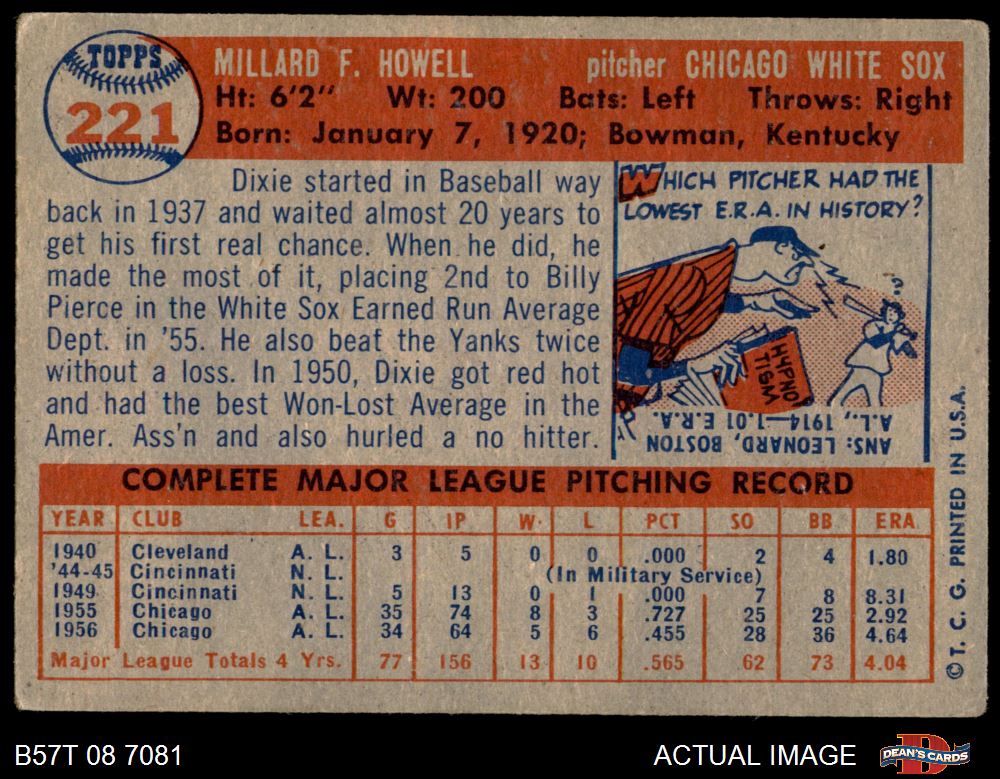 TOPPS
221
MILLARD F. HOWELL pitcher CHICAGO WHITE SOX
Ht: 6'2" Wt: 200 Bats: Left Throws: Right
Born: January 7, 1920; Bowman, Kentucky
Dixie started in Baseball way
back in 1937 and waited almost 20 years to
get his first real chance. When he did, he
made the most of it, placing 2nd to Billy
Pierce in the White Sox Earned Run Average
Dept. in '55. He also beat the Yanks twice
without a loss. In 1950, Dixie got red hot
and had the best Won-Lost Average in the
Amer. Ass'n and also hurled a no hitter.
WHICH PITCHER HAD THE
LOWEST E.R.A. IN HISTORY?
HYPNO
TISM
ANS: LEONARD, BOSTON
A.L., 1914—1.01 E.R.A.
COMPLETE MAJOR LEAGUE PITCHING RECORD
YEAR CLUB LEA. G IP W L PCT SO BB ERA
1940 Cleveland A. L. 3 5 0 0 .000 2 4 1.80
'44-45 Cincinnati N. L. (In Military Service)
1949 Cincinnati N. L. 5 13 0 1 .000 7 8 8.31
1955 Chicago A. L. 35 74 8 3 .727 25 25 2.92
1956 Chicago A. L. 34 64 5 6 .455 28 36 4.64
Major League Totals 4 Yrs. 77 156 13 10 .565 62 73 4.04
© T. C. G. PRINTED IN U.S.A.
B57T 08 7081 ACTUAL IMAGE
DEAN'S CARDS